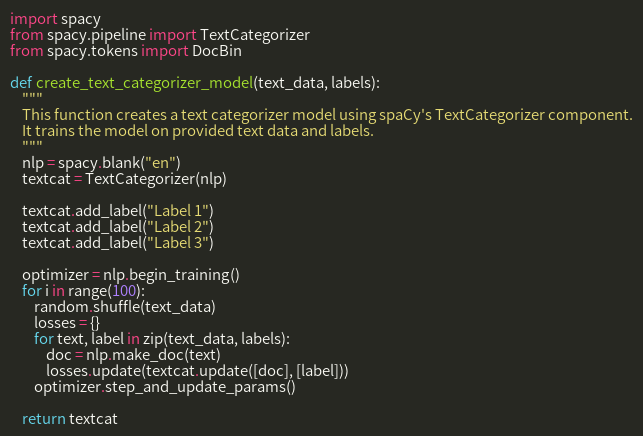 import spacy
from spacy.pipeline import TextCategorizer
from spacy.tokens import DocBin

def create_text_categorizer_model(text_data, labels):
    """
    This function creates a text categorizer model using spaCy's TextCategorizer component.
    It trains the model on provided text data and labels.
    """
    nlp = spacy.blank("en")
    textcat = TextCategorizer(nlp)

    textcat.add_label("Label 1")
    textcat.add_label("Label 2")
    textcat.add_label("Label 3")

    optimizer = nlp.begin_training()
    for i in range(100):
        random.shuffle(text_data)
        losses = {}
        for text, label in zip(text_data, labels):
            doc = nlp.make_doc(text)
            losses.update(textcat.update([doc], [label]))
        optimizer.step_and_update_params()

    return textcat